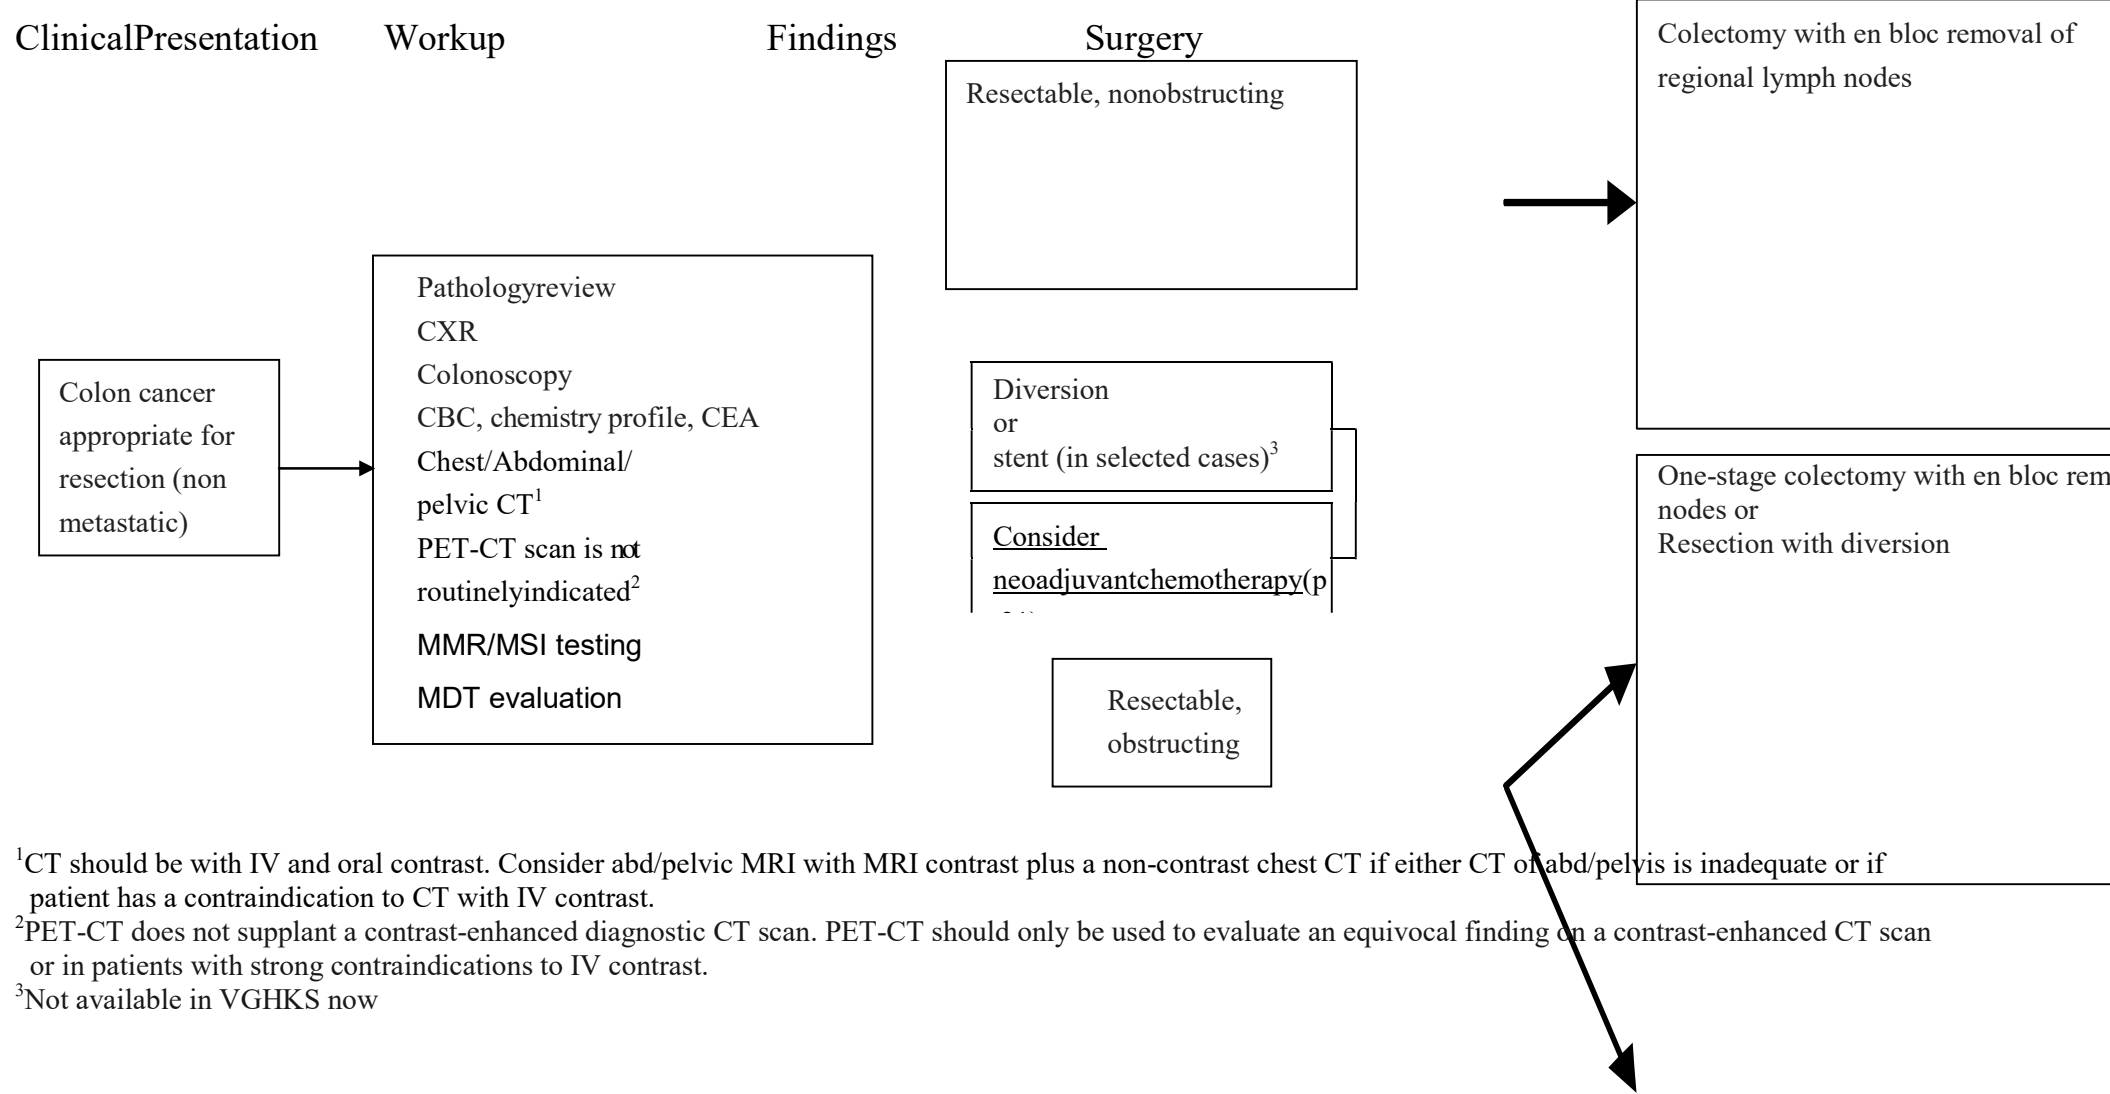 ClinicalPresentation Workup Findings Surgery
Colectomy with en bloc removal of
regional lymph nodes
Resectable, nonobstructing
Pathologyreview
CXR
Colonoscopy
CBC, chemistry profile, CEA
Chest/Abdominal/
pelvic CT1
PET-CT scan is not
routinelyindicated2
MMR/MSI testing
MDT evaluation
Colon cancer
appropriate for
resection (non
metastatic)
Diversion
or
stent (in selected cases)3
Consider
neoadjuvantchemotherapy(p
One-stage colectomy with en bloc rem
nodes or
Resection with diversion
Resectable,
obstructing
1CT should be with IV and oral contrast. Consider abd/pelvic MRI with MRI contrast plus a non-contrast chest CT if either CT of abd/pelvis is inadequate or if
patient has a contraindication to CT with IV contrast.
2PET-CT does not supplant a contrast-enhanced diagnostic CT scan. PET-CT should only be used to evaluate an equivocal finding on a contrast-enhanced CT scan
or in patients with strong contraindications to IV contrast.
3Not available in VGHKS now